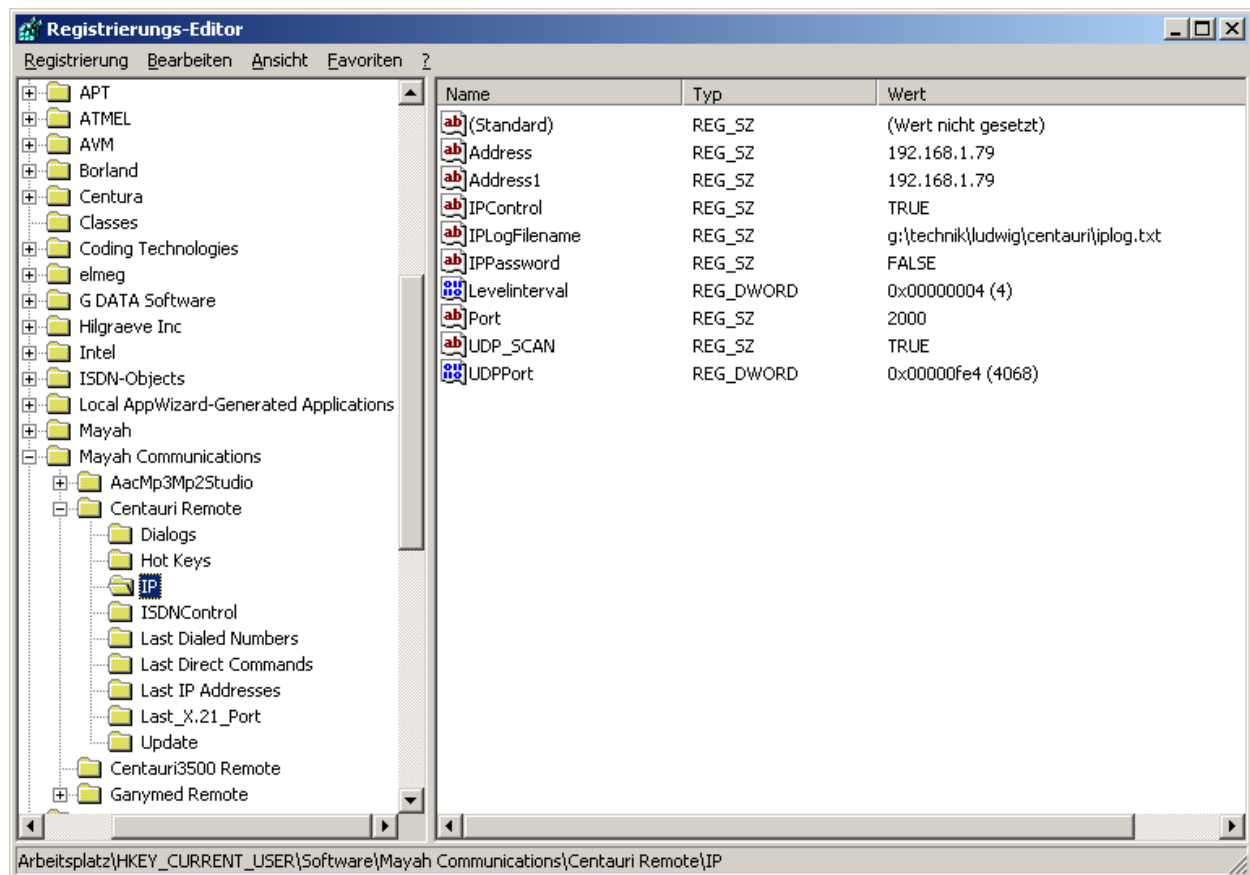 Registrierungs-Editor
Registrierung Bearbeiten Ansicht Favoriten ?
APT
ATMEL
AVM
Borland
Centura
Classes
Coding Technologies
elmeg
G DATA Software
Hilgraeve Inc
Intel
ISDN-Objects
Local AppWizard-Generated Applications
Mayah
Mayah Communications
AacMp3Mp2Studio
Centauri Remote
Dialogs
Hot Keys
IP
ISDNControl
Last Dialed Numbers
Last Direct Commands
Last IP Addresses
Last_X.21_Port
Update
Centauri3500 Remote
Ganymed Remote
Name Typ Wert
(Standard) REG_SZ (Wert nicht gesetzt)
Address REG_SZ 192.168.1.79
Address1 REG_SZ 192.168.1.79
IPControl REG_SZ TRUE
IPLogFilename REG_SZ g:\technik\ludwig\centauri\iplog.txt
IPPassword REG_SZ FALSE
Levelinterval REG_DWORD 0x00000004 (4)
Port REG_SZ 2000
UDP_SCAN REG_SZ TRUE
UDPPort REG_DWORD 0x00000fe4 (4068)
Arbeitsplatz\HKEY_CURRENT_USER\Software\Mayah Communications\Centauri Remote\IP